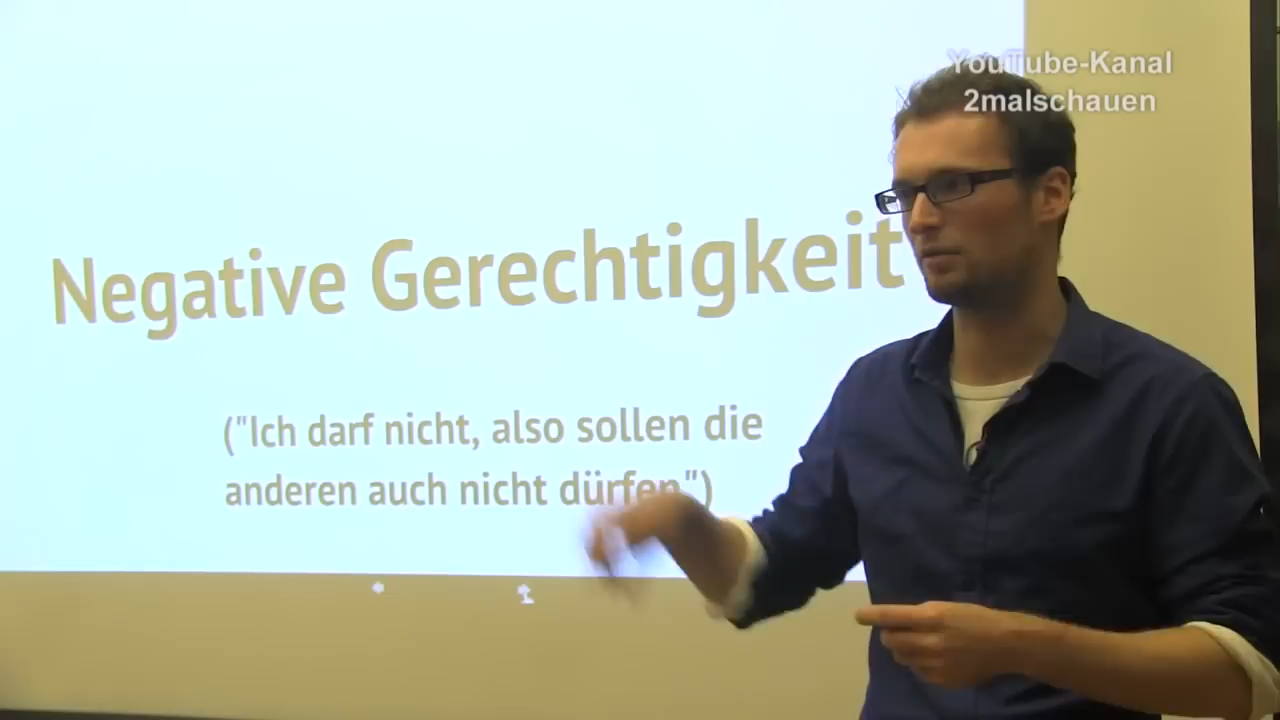 YouTube-Kanal
2malschauen
Negative Gerechtigkeit
("Ich darf nicht, also sollen die
anderen auch nicht dürfen")